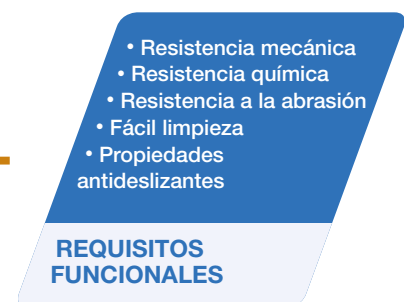 • Resistencia mecánica
• Resistencia química
• Resistencia a la abrasión
• Fácil limpieza
• Propiedades
antideslizantes
REQUISITOS
FUNCIONALES